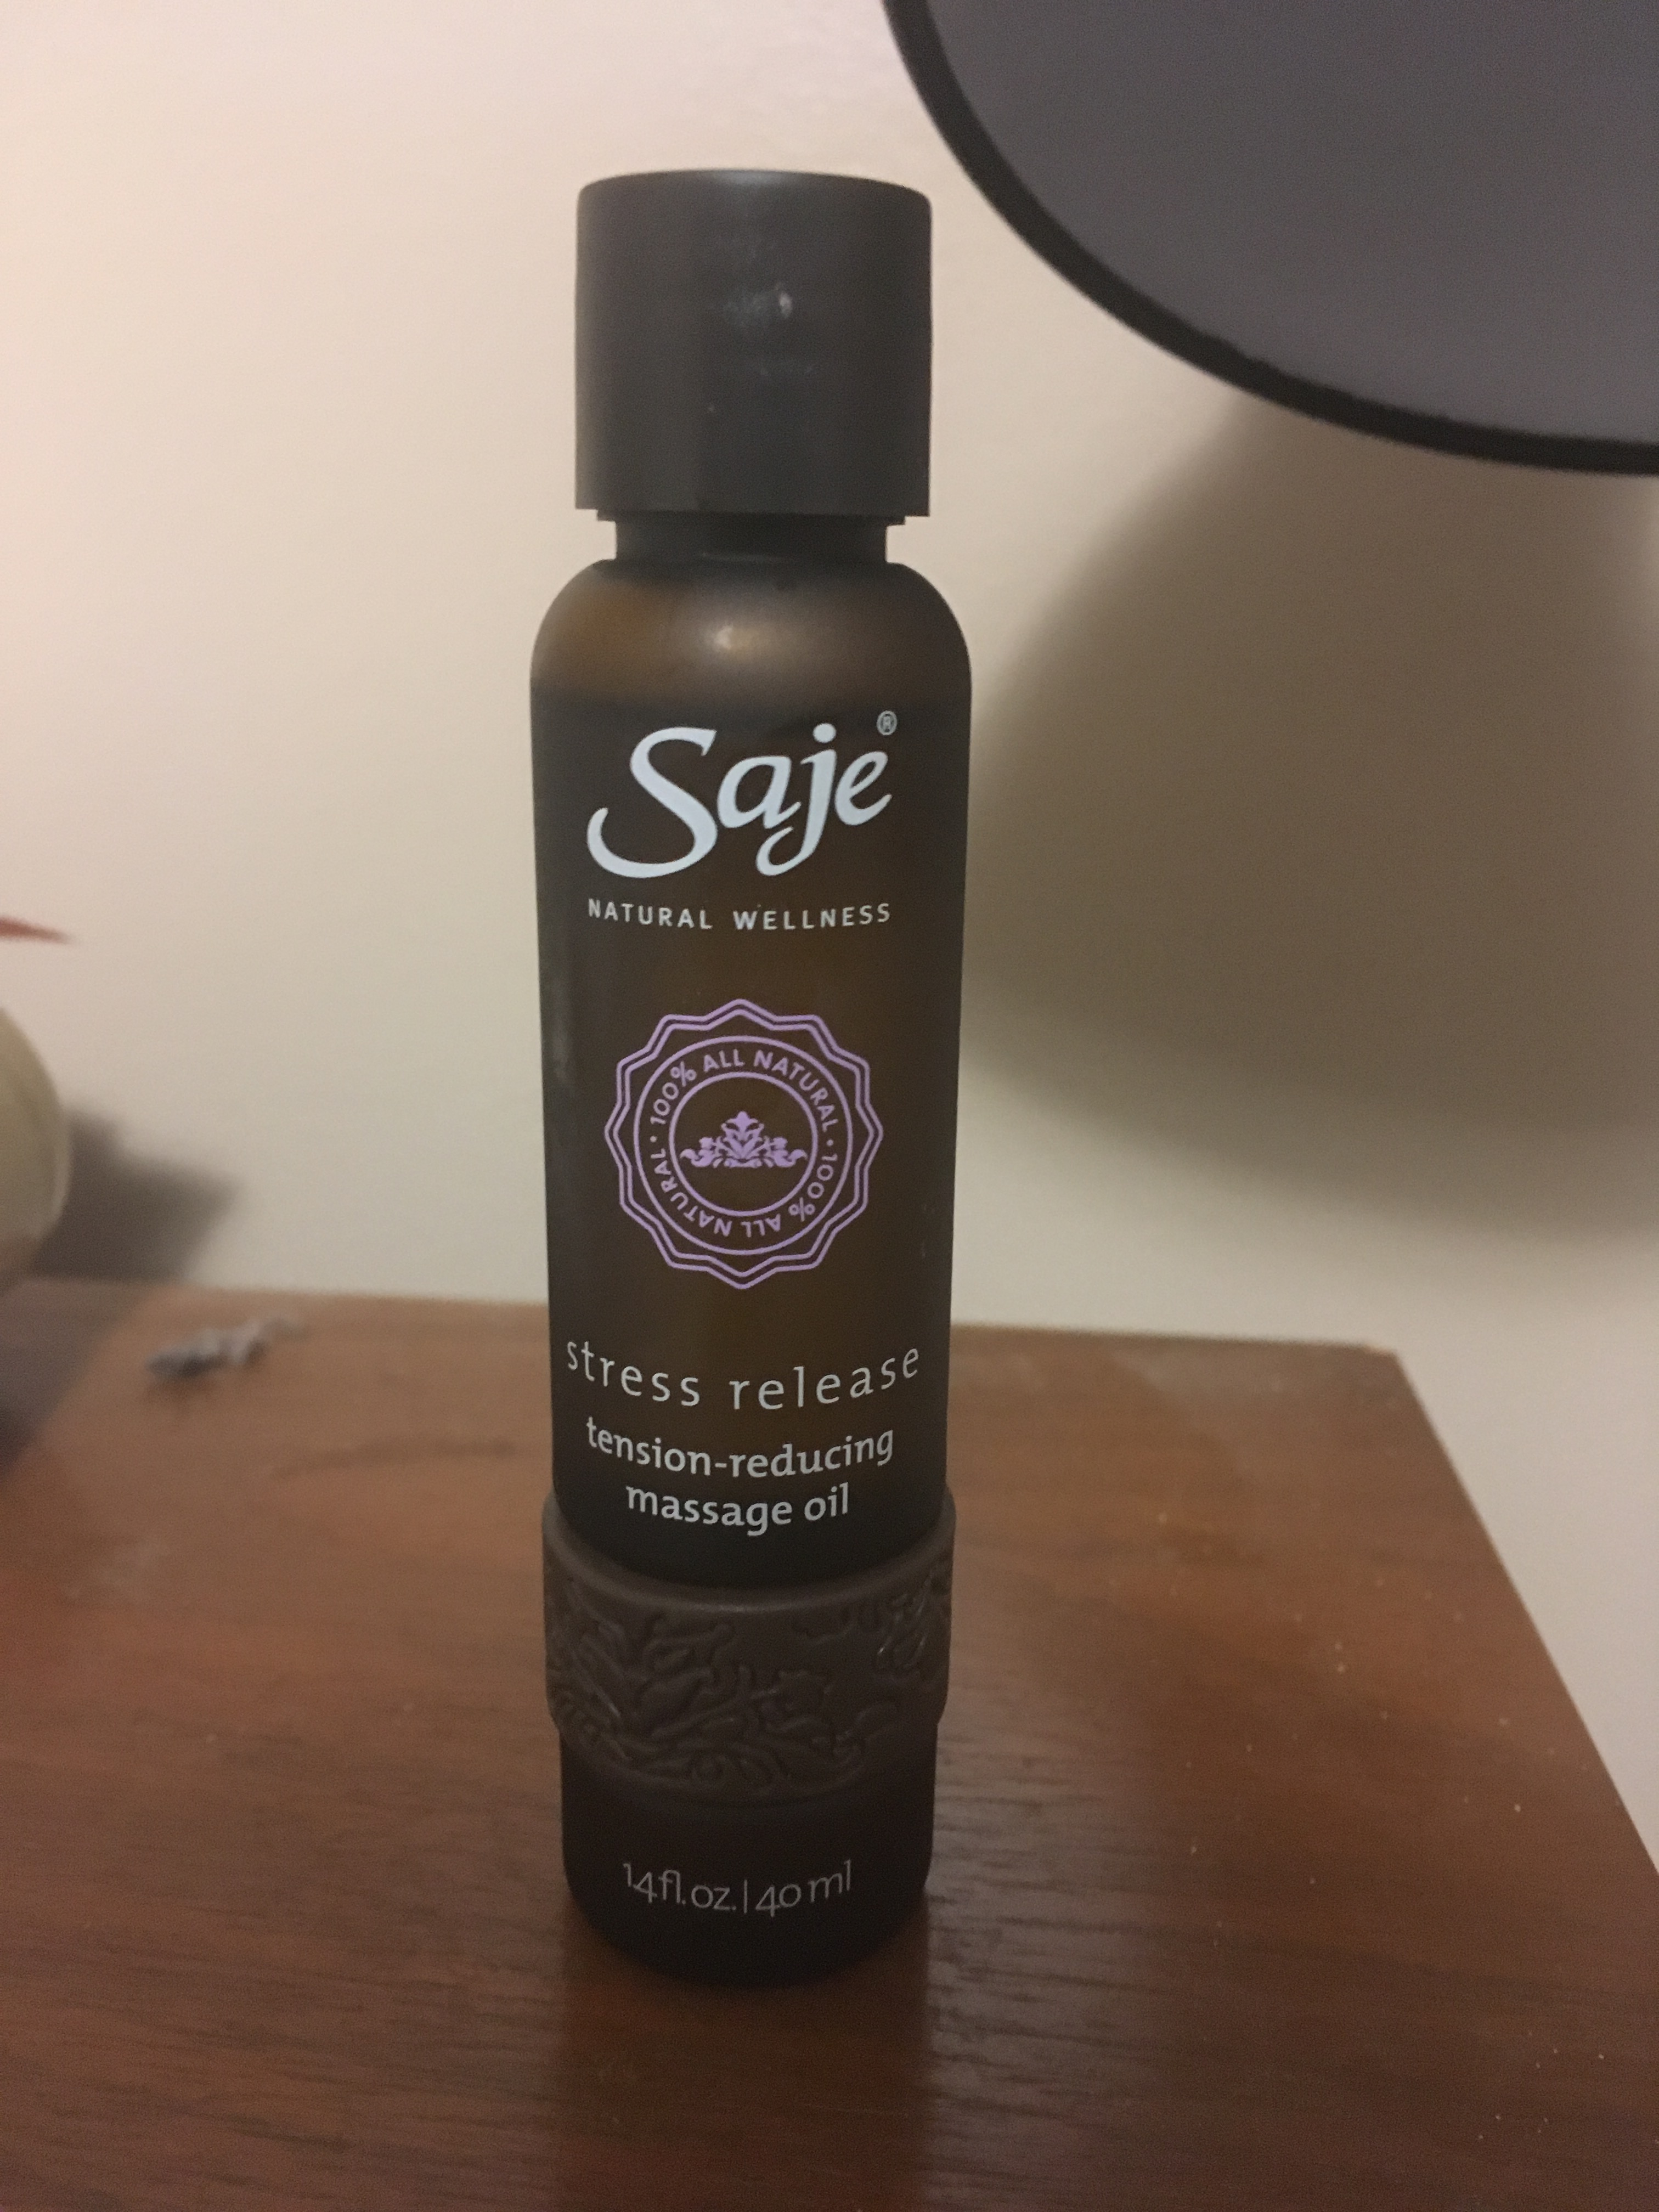 Saje®
NATURAL WELLNESS
100% ALL NATURAL · 100% ALL NATURAL ·
stress release
tension-reducing
massage oil
1.4fl.oz.|40ml